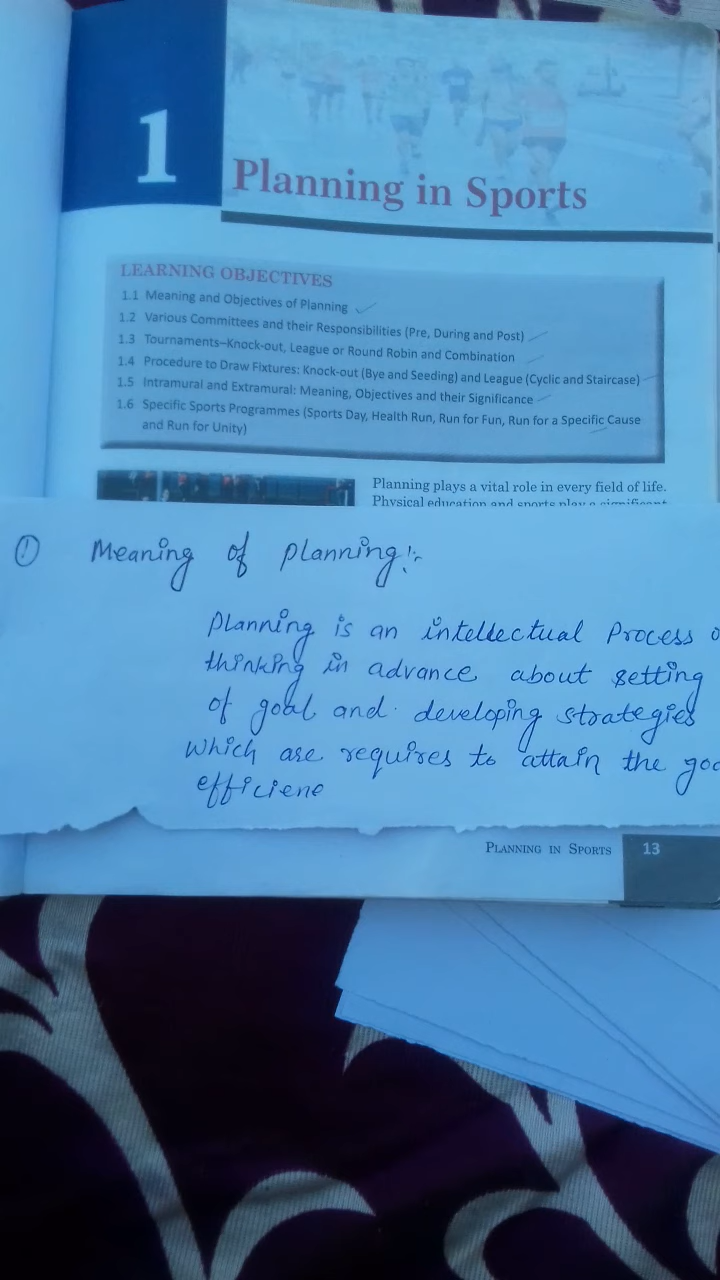 1
Planning in Sports
LEARNING OBJECTIVES
1.1 Meaning and Objectives of Planning
1.2 Various Committees and their Responsibilities (Pre, During and Post)
1.3 Tournaments–Knock-out, League or Round Robin and Combination
1.4 Procedure to Draw Fixtures: Knock-out (Bye and Seeding) and League (Cyclic and Staircase)
1.5 Intramural and Extramural: Meaning, Objectives and their Significance
1.6 Specific Sports Programmes (Sports Day, Health Run, Run for Fun, Run for a Specific Cause
and Run for Unity)
Planning plays a vital role in every field of life.
Physical education and sports play a significant
① Meaning of planning:-
Planning is an intellectual Process
thinking in advance about setting
of goal and developing strategies
which are requires to attain the
efficiene
PLANNING IN SPORTS 13